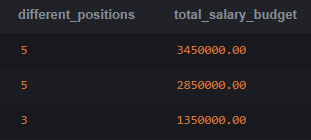 different_positions total_salary_budget
5 3450000.00
5 2850000.00
3 1350000.00